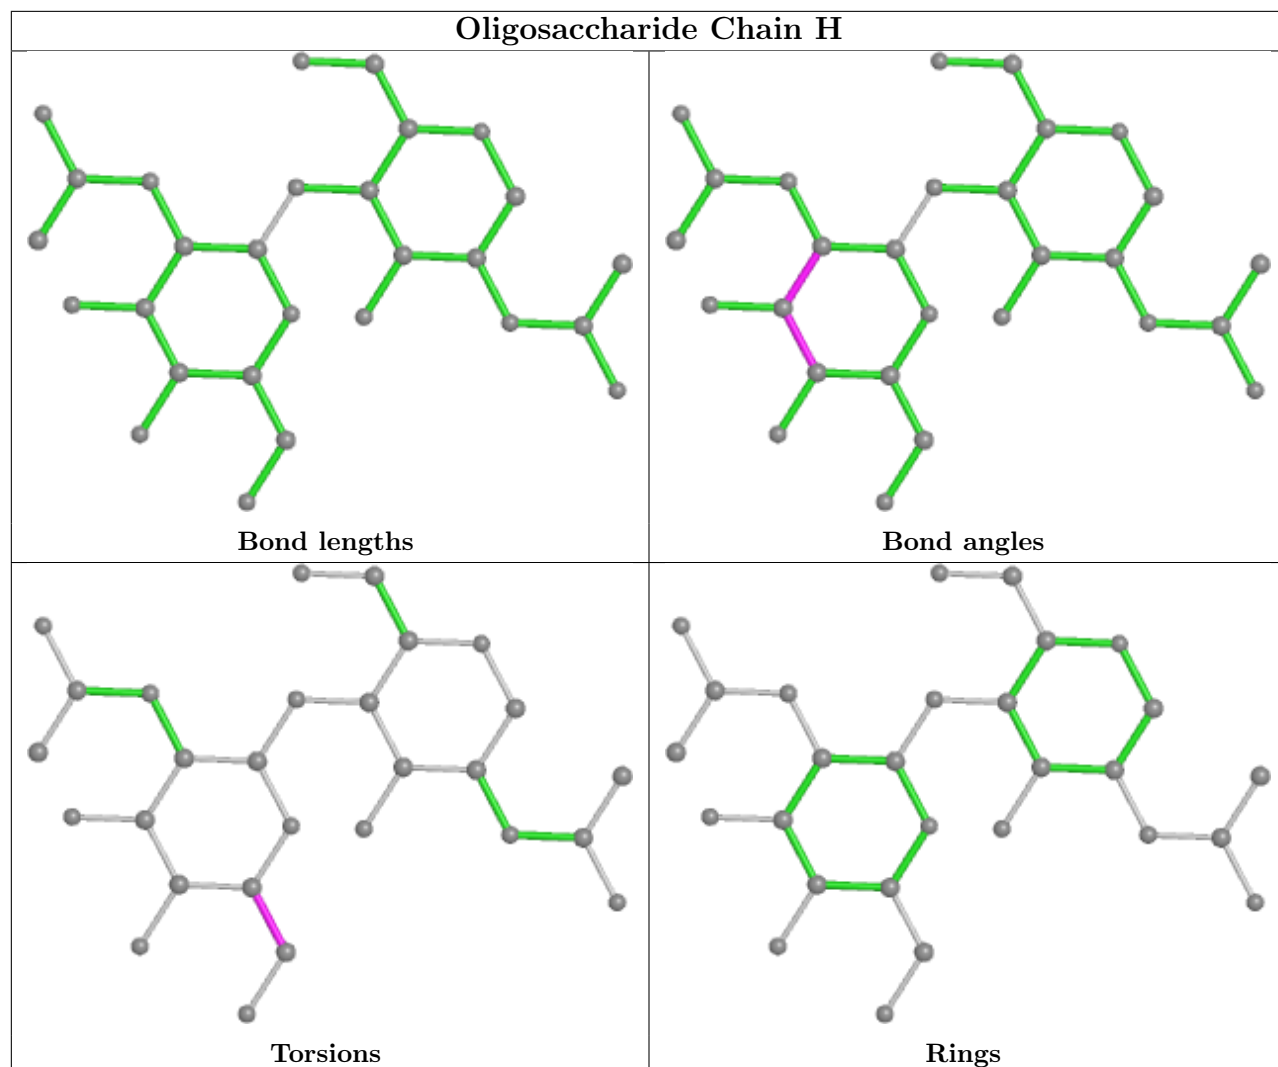 Oligosaccharide Chain H
Bond lengths
Bond angles
Torsions
Rings